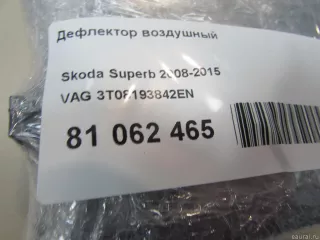 Дефлектор воздушный
Skoda Superb 2008-2015
VAG 3T08193842EN
81 062 465